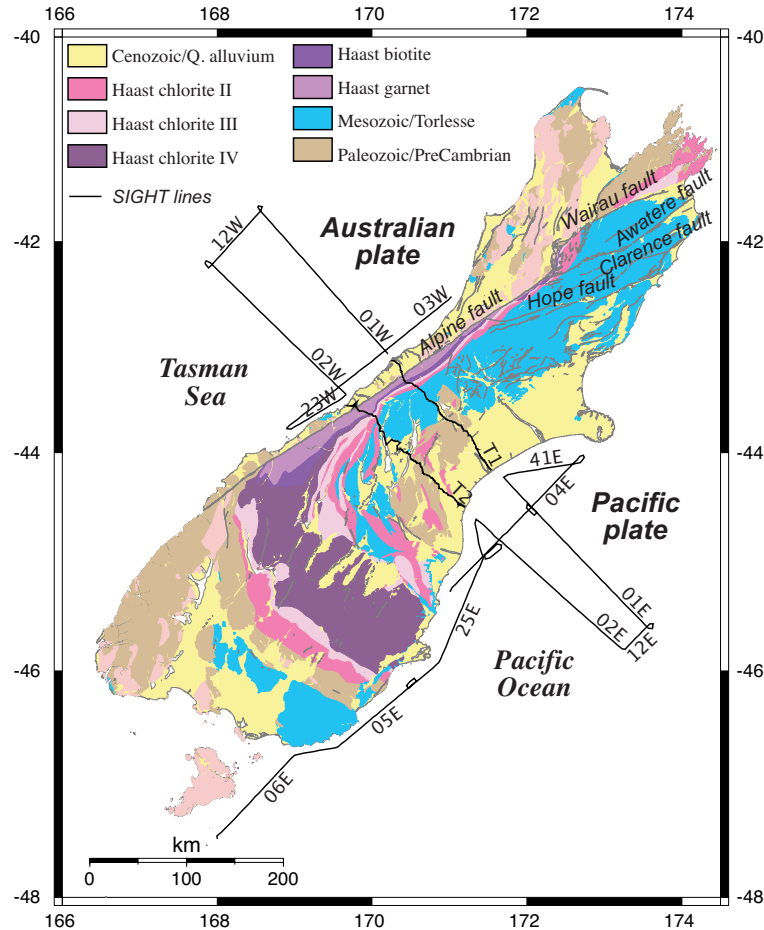 166 168 170 172 174
-40 -40
Cenozoic/Q. alluvium
Haast chlorite II
Haast chlorite III
Haast chlorite IV
SIGHT lines
Haast biotite
Haast garnet
Mesozoic/Torlesse
Paleozoic/PreCambrian
Wairau fault
Awatere fault
Clarence fault
Hope fault
Alpine fault
-42 -42
12W
Australian
plate
01W
03W
02W
23W
Tasman
Sea
-44 -44
T1
T2
41E
04E
Pacific
plate
01E
02E
12E
25E
Pacific
Ocean
-46 -46
05E
06E
km
0 100 200
-48 -48
166 168 170 172 174